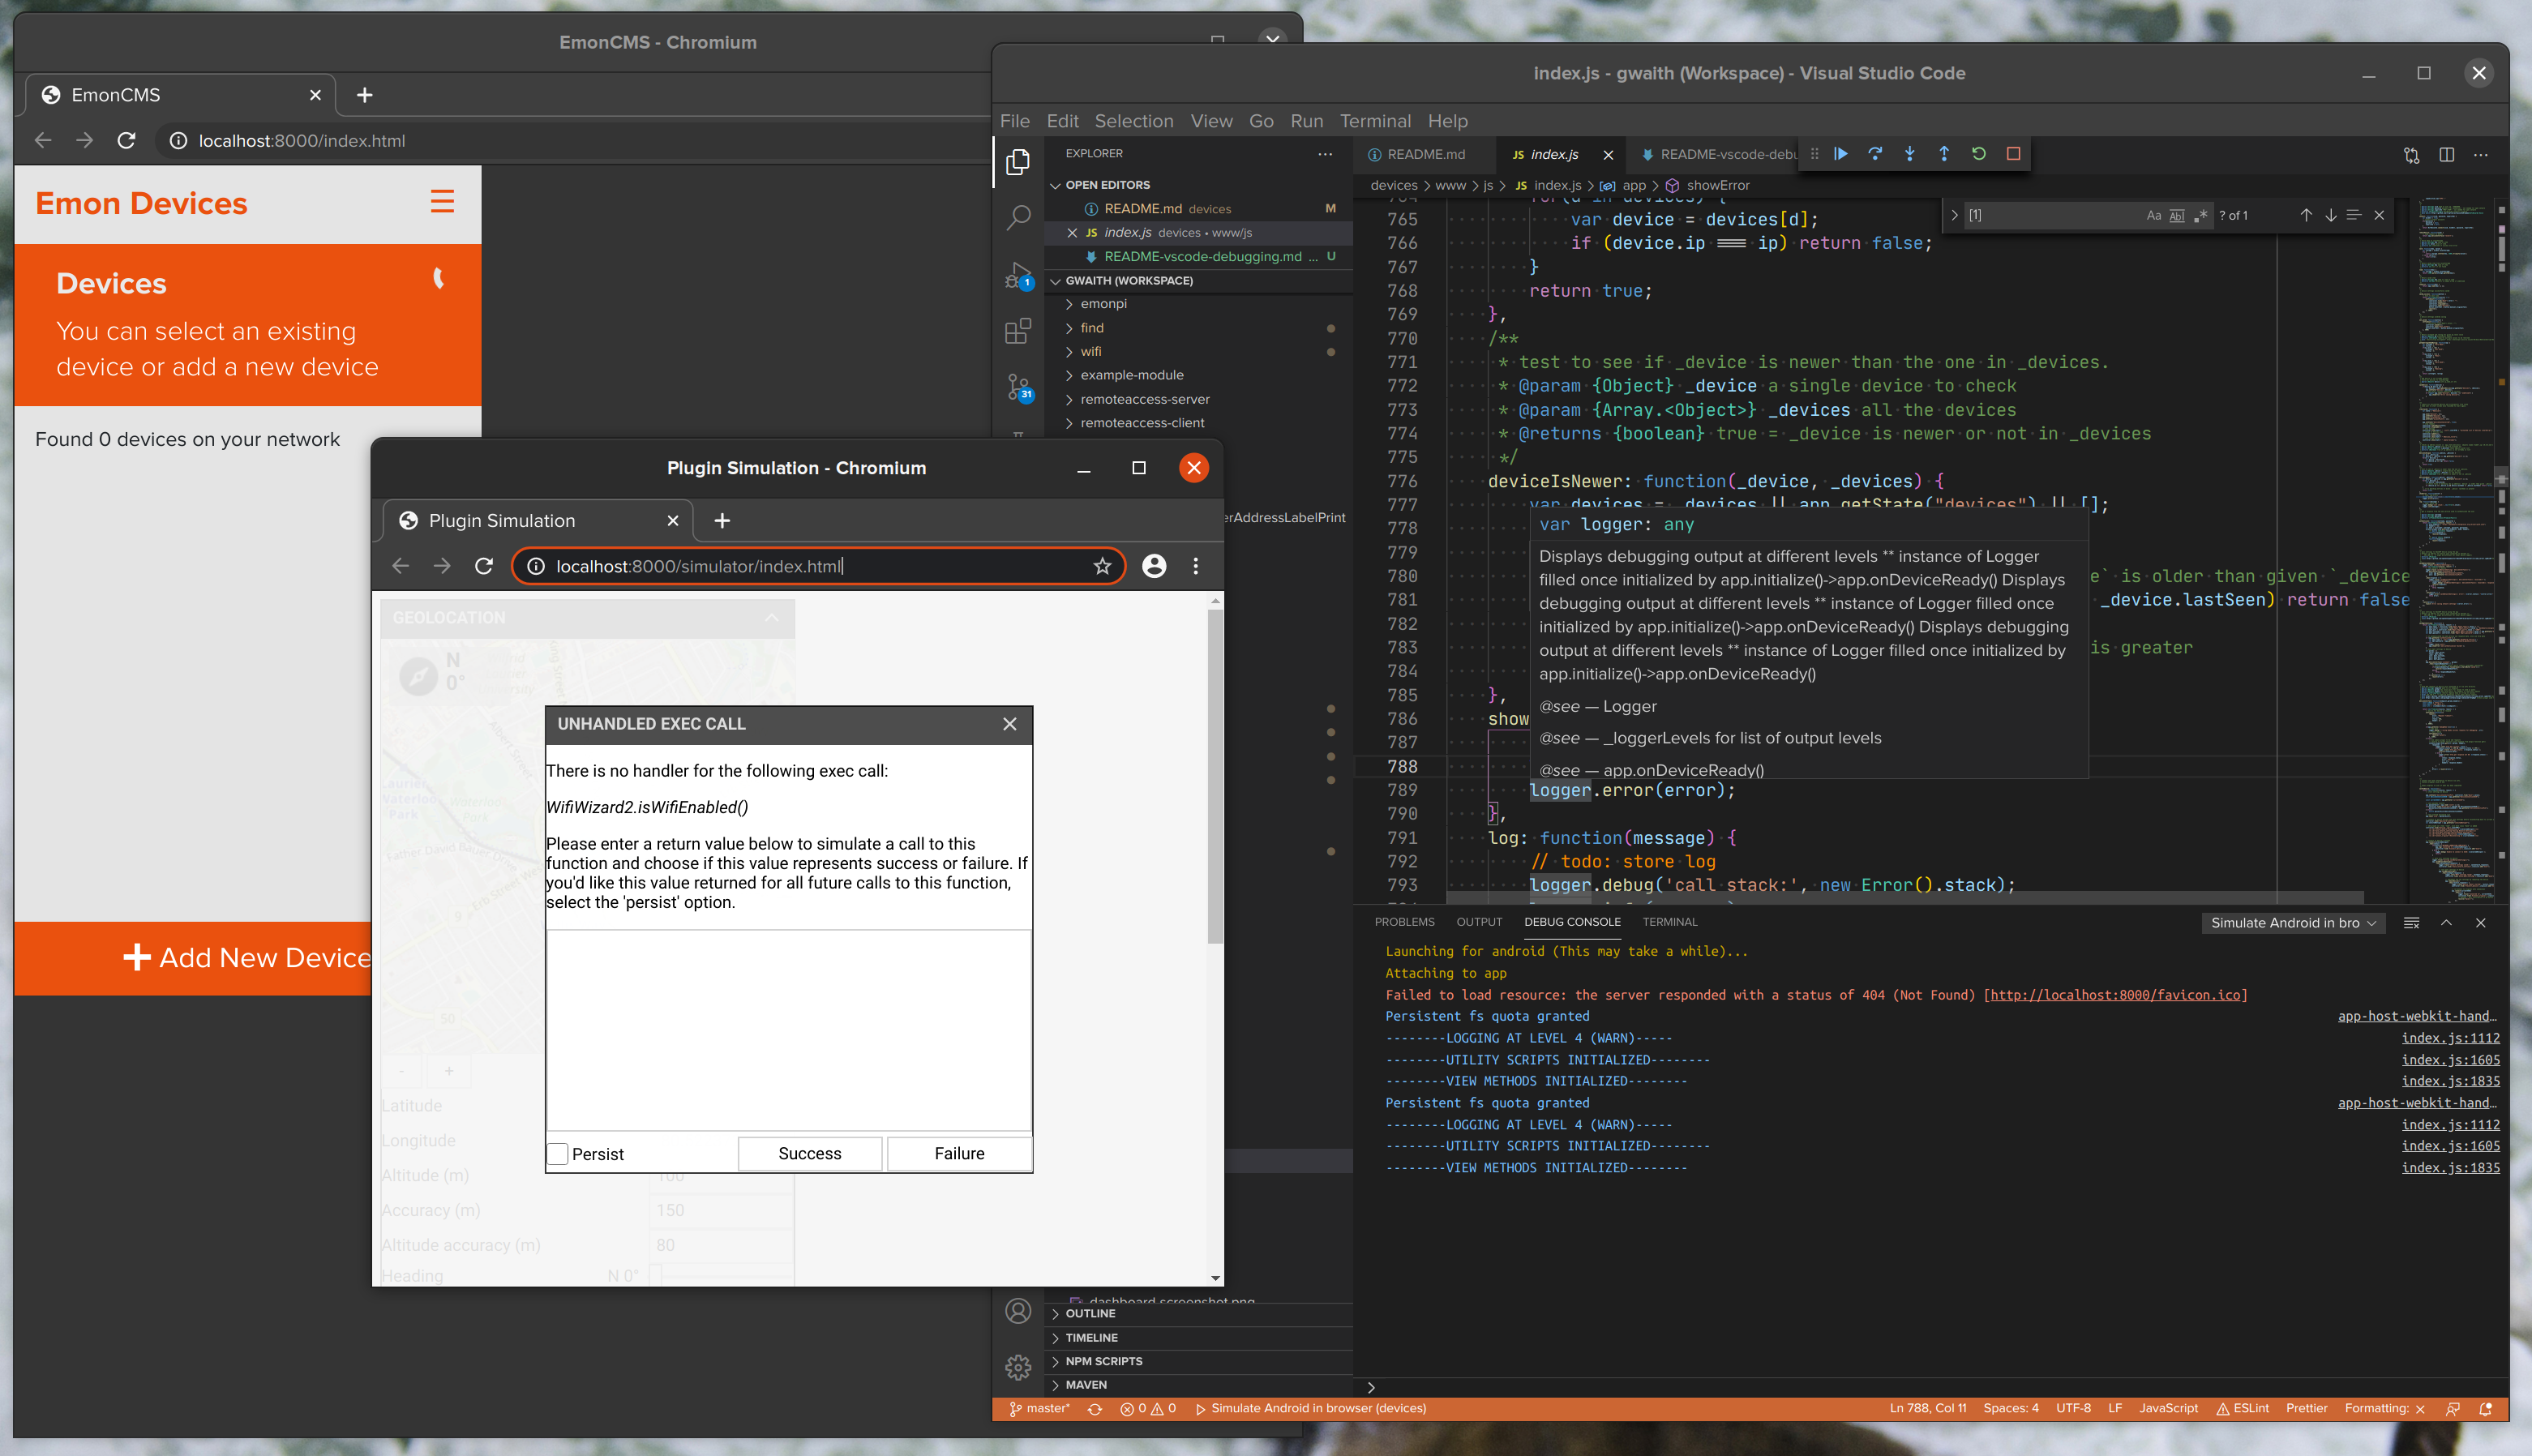 EmonCMS - Chromium
EmonCMS
localhost:8000/index.html
Emon Devices
Devices
You can select an existing
device or add a new device
Found 0 devices on your network
Add New Device
Plugin Simulation - Chromium
Plugin Simulation
localhost:8000/simulator/index.html
GEOLOCATION
N
0°
Albert Street
Laurier
Waterloo
Park
Father David Bauer Drive
Erb Street West
50
- +
Latitude
Longitude
Altitude (m) 100
Accuracy (m) 150
Altitude accuracy (m) 80
Heading N 0°
UNHANDLED EXEC CALL
There is no handler for the following exec call:
WifiWizard2.isWifiEnabled()
Please enter a return value below to simulate a call to this
function and choose if this value represents success or failure. If
you'd like this value returned for all future calls to this function,
select the 'persist' option.
Persist Success Failure
index.js - gwaith (Workspace) - Visual Studio Code
File Edit Selection View Go Run Terminal Help
EXPLORER
OPEN EDITORS
README.md devices M
JS index.js devices • www/js
README-vscode-debugging.md ... U
GWAITH (WORKSPACE)
emonpi
find
wifi
example-module
remoteaccess-server
remoteaccess-client
erAddressLabelPrint
dashboard-screenshot.png
OUTLINE
TIMELINE
NPM SCRIPTS
MAVEN
1
31
README.md JS index.js README-vscode-debu
devices > www > js > JS index.js > app > showError
[1] Aa Abl .* ? of 1
765 var device = devices[d];
766 if (device.ip === ip) return false;
767 }
768 return true;
769 },
770 /**
771 * test to see if _device is newer than the one in _devices.
772 * @param {Object} _device a single device to check
773 * @param {Array.<Object>} _devices all the devices
774 * @returns {boolean} true = _device is newer or not in _devices
775 */
776 deviceIsNewer: function(_device, _devices) {
777 var devices = _devices || app.getState("devices") || [];
778
779
780 e` is older than given `_device
781 _device.lastSeen) return false
782
783 is greater
784
785 },
786 show
787
788
789 logger.error(error);
790 },
791 log: function(message) {
792 // todo: store log
793 logger.debug('call stack:', new Error().stack);
var logger: any
Displays debugging output at different levels ** instance of Logger
filled once initialized by app.initialize()->app.onDeviceReady() Displays
debugging output at different levels ** instance of Logger filled once
initialized by app.initialize()->app.onDeviceReady() Displays debugging
output at different levels ** instance of Logger filled once initialized by
app.initialize()->app.onDeviceReady()
@see — Logger
@see — _loggerLevels for list of output levels
@see — app.onDeviceReady()
PROBLEMS OUTPUT DEBUG CONSOLE TERMINAL Simulate Android in bro
Launching for android (This may take a while)...
Attaching to app
Failed to load resource: the server responded with a status of 404 (Not Found) [http://localhost:8000/favicon.ico]
Persistent fs quota granted app-host-webkit-hand…
--------LOGGING AT LEVEL 4 (WARN)----- index.js:1112
--------UTILITY SCRIPTS INITIALIZED-------- index.js:1605
--------VIEW METHODS INITIALIZED-------- index.js:1835
Persistent fs quota granted app-host-webkit-hand…
--------LOGGING AT LEVEL 4 (WARN)----- index.js:1112
--------UTILITY SCRIPTS INITIALIZED-------- index.js:1605
--------VIEW METHODS INITIALIZED-------- index.js:1835
master* 0 0 Simulate Android in browser (devices) Ln 788, Col 11 Spaces: 4 UTF-8 LF JavaScript ESLint Prettier Formatting: ×